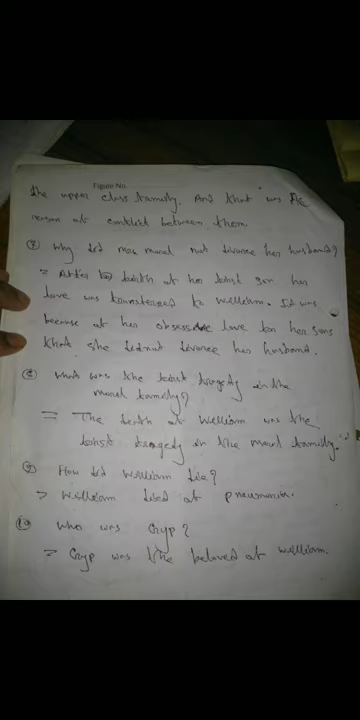 Figure No.
the upper class family. And that was the
reason of conflict between them.
(7) Why did mrs morel not divorce her husband?
= After birth of her first son her
love was transferred to William. It was
because of her obsessive love for her sons
that she did not divorce her husband.
(8) What was the first tragedy in the
morel family?
= The death of William was the
first tragedy in the morel family.
(9) How did William die?
> William died of pneumonia.
(10) Who was Gyp?
= Gyp was the beloved of William.